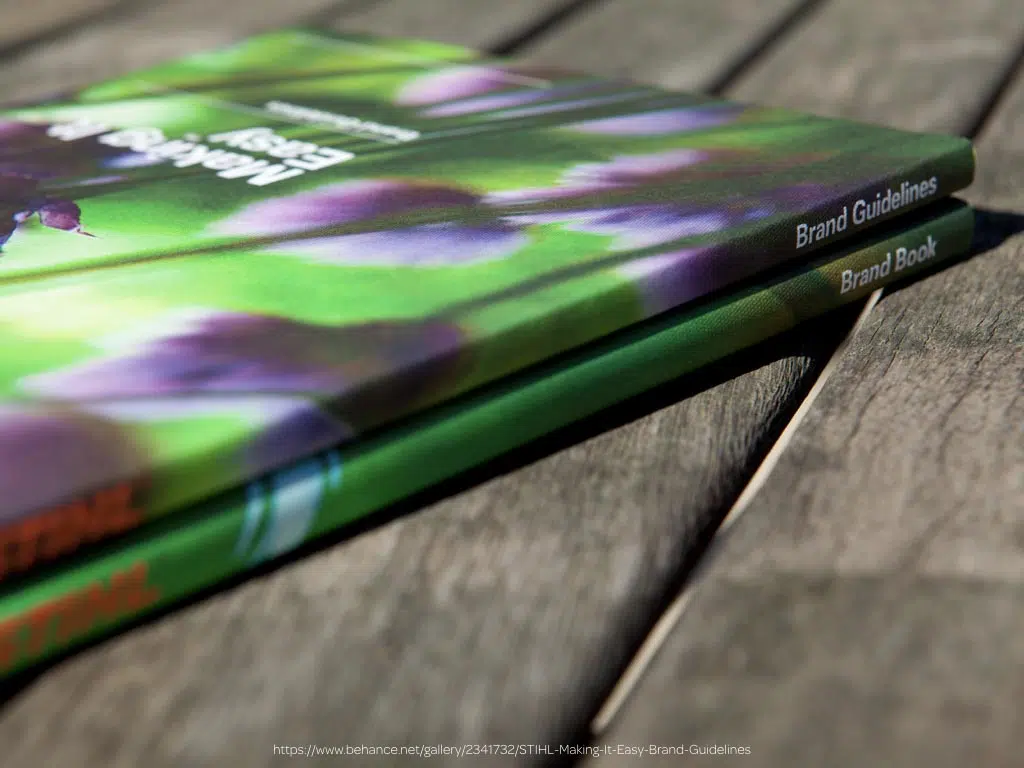 Making It
Easy.
Brand Guidelines
Brand Book
STIHL
STIHL
https://www.behance.net/gallery/2341732/STIHL-Making-it-Easy-Brand-Guidelines